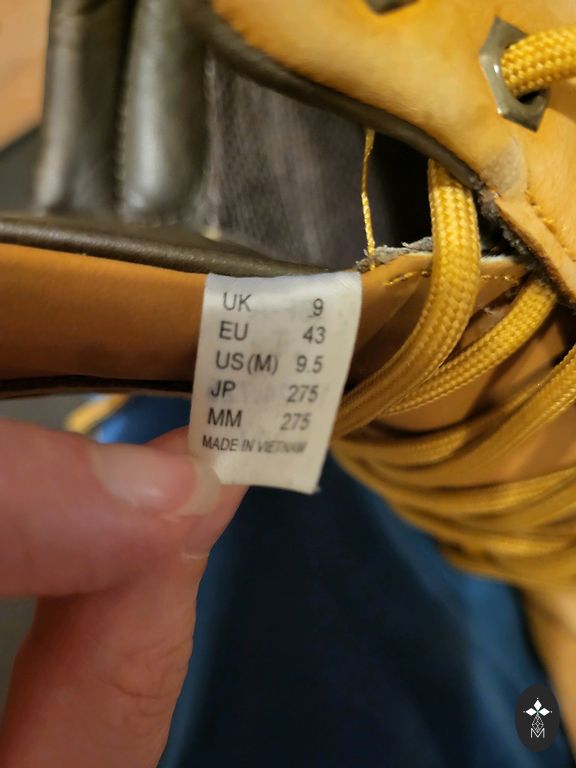 UK 9
EU 43
US(M) 9.5
JP 275
MM 275
MADE IN VIETNAM
M